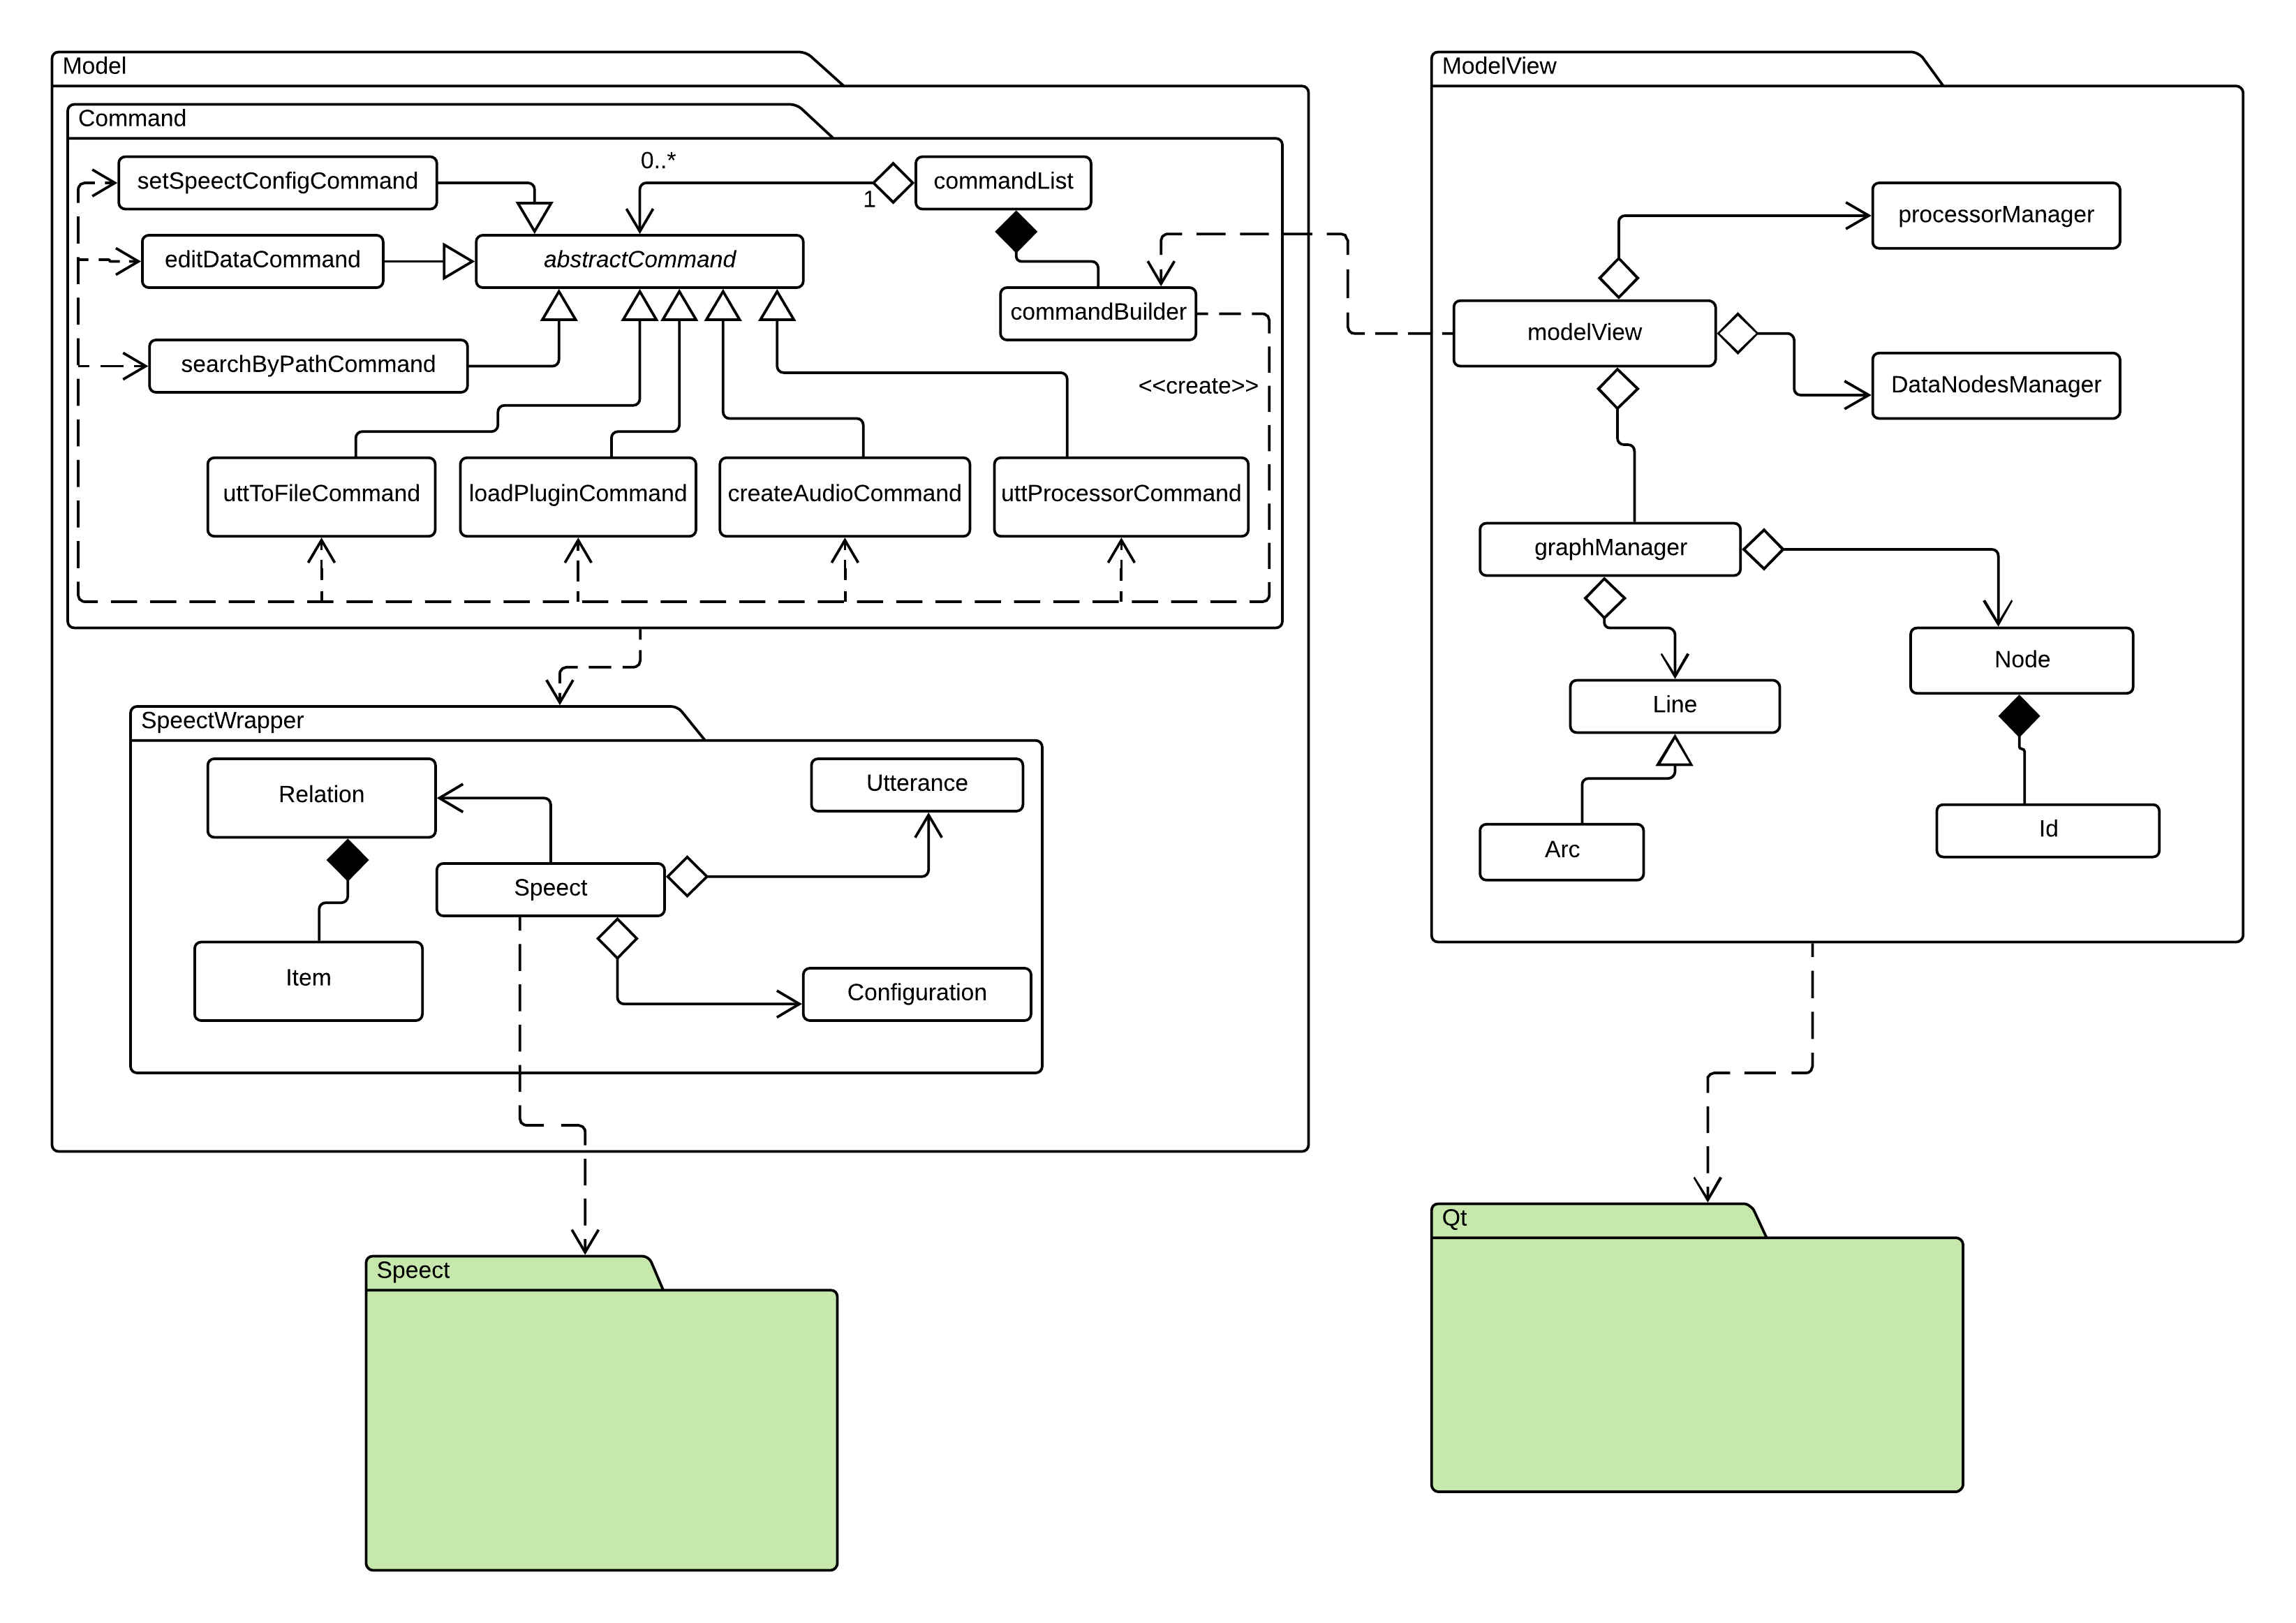 Model
Command
setSpeectConfigCommand
0..*
1
commandList
editDataCommand
abstractCommand
commandBuilder
searchByPathCommand
<<create>>
uttToFileCommand
loadPluginCommand
createAudioCommand
uttProcessorCommand
SpeectWrapper
Relation
Utterance
Speect
Item
Configuration
Speect
ModelView
processorManager
modelView
DataNodesManager
graphManager
Node
Line
Id
Arc
Qt